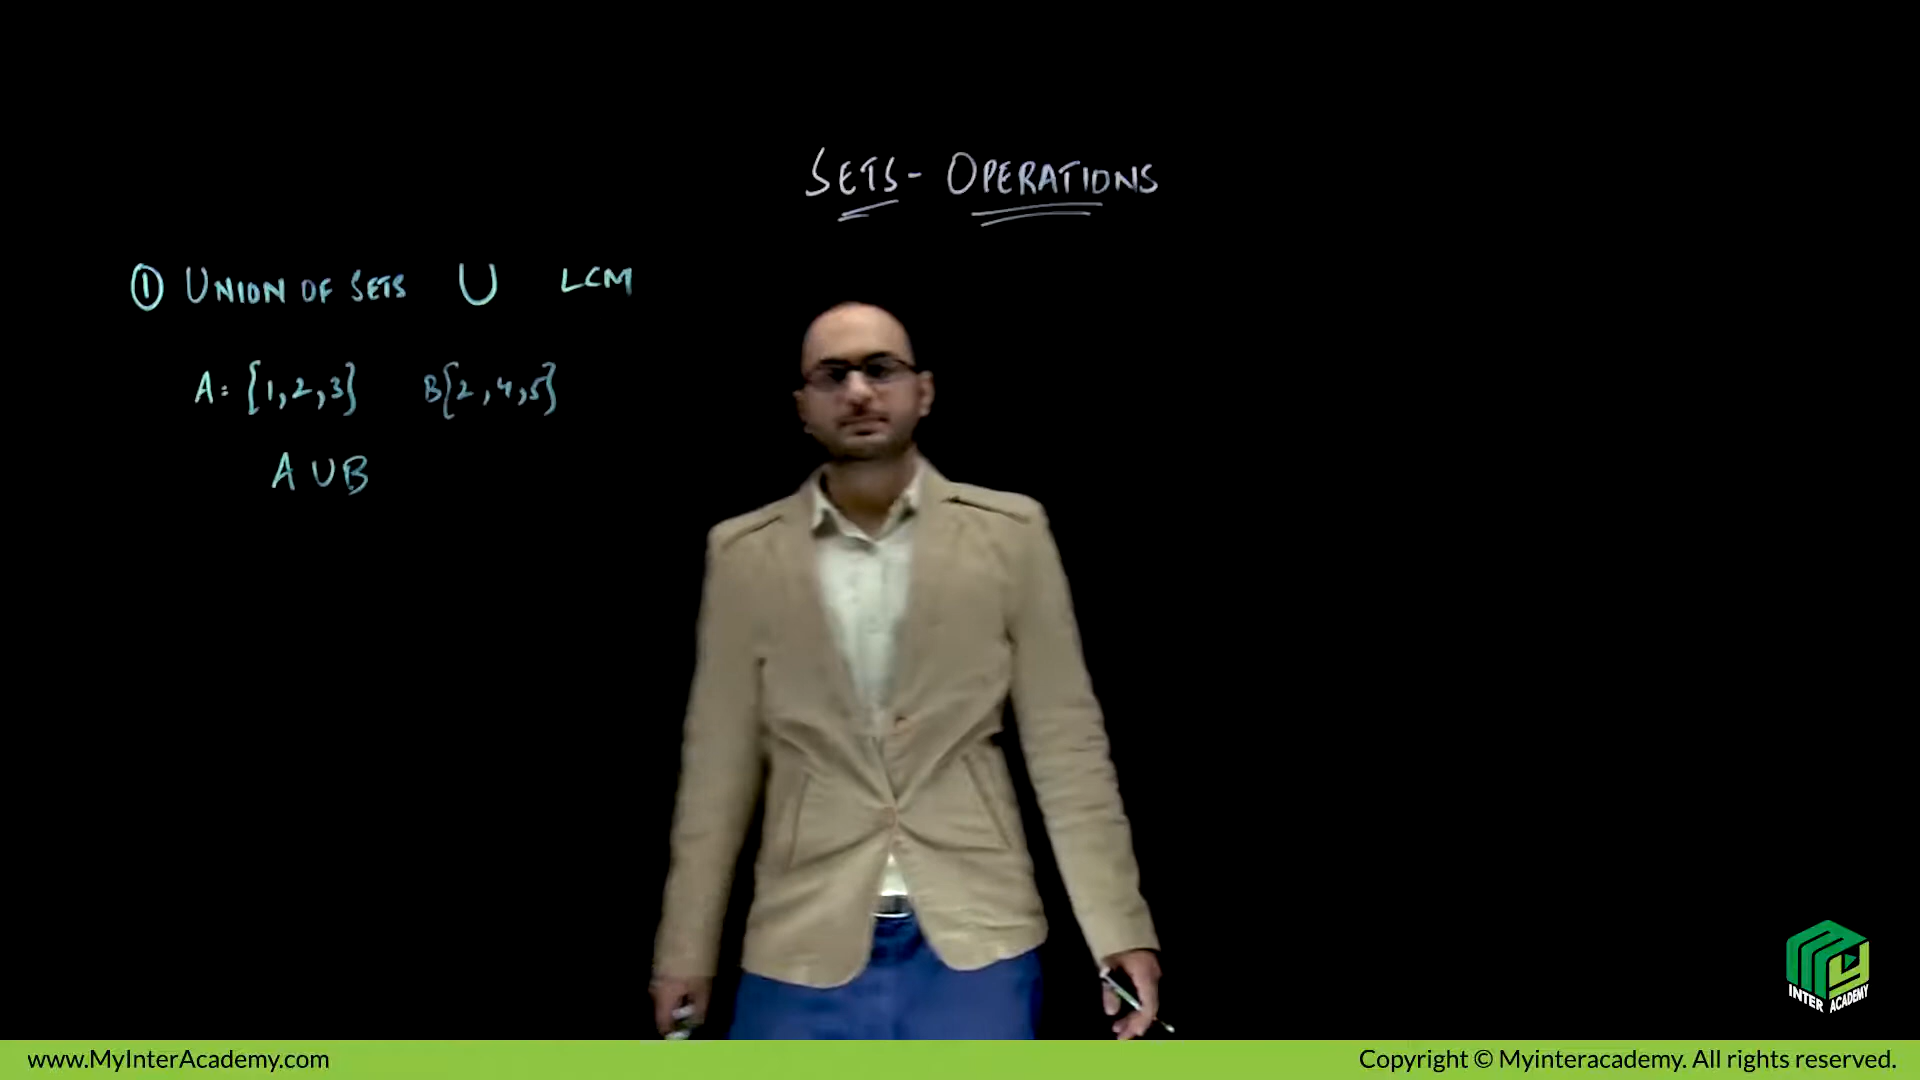 SETS - OPERATIONS
① UNION OF SETS ∪ LCM
A = {1,2,3} B{2,4,5}
A ∪ B
INTER ACADEMY
www.MyInterAcademy.com
Copyright © Myinteracademy. All rights reserved.